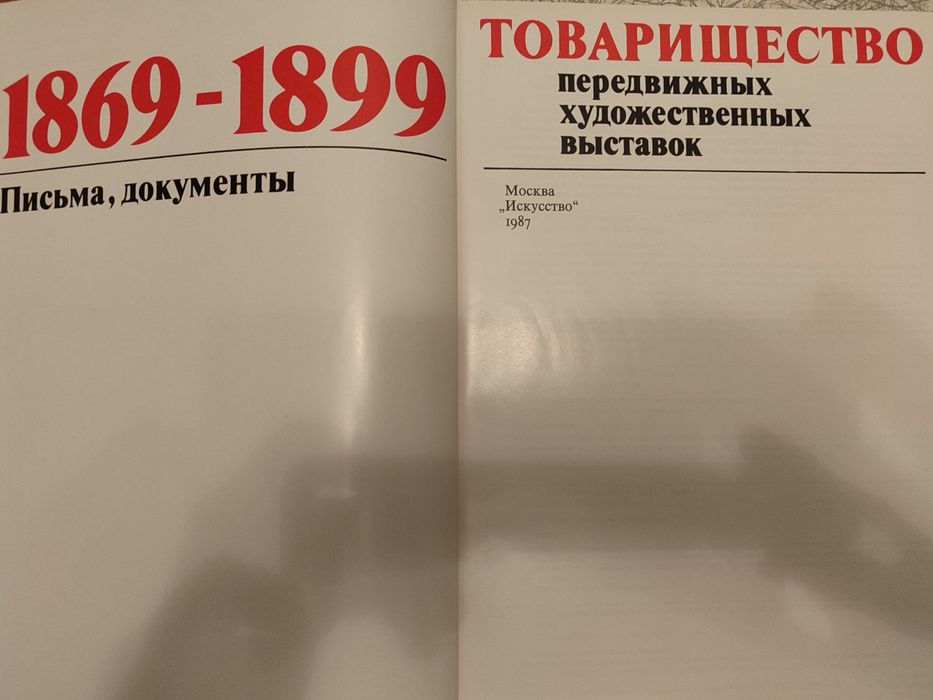 1869-1899
Письма, документы
ТОВАРИЩЕСТВО
передвижных
художественных
выставок
Москва
„Искусство“
1987